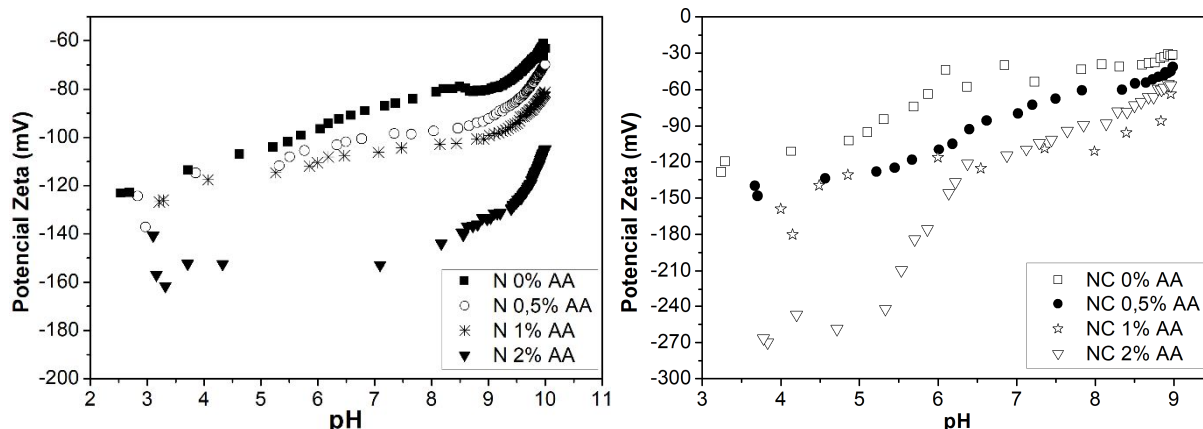 Potencial Zeta (mV)
-60
-80
-100
-120
-140
-160
-180
-200
2 3 4 5 6 7 8 9 10 11
pH
N 0% AA
N 0,5% AA
N 1% AA
N 2% AA
Potencial Zeta (mV)
0
-30
-60
-90
-120
-150
-180
-210
-240
-270
-300
3 4 5 6 7 8 9
pH
NC 0% AA
NC 0,5% AA
NC 1% AA
NC 2% AA